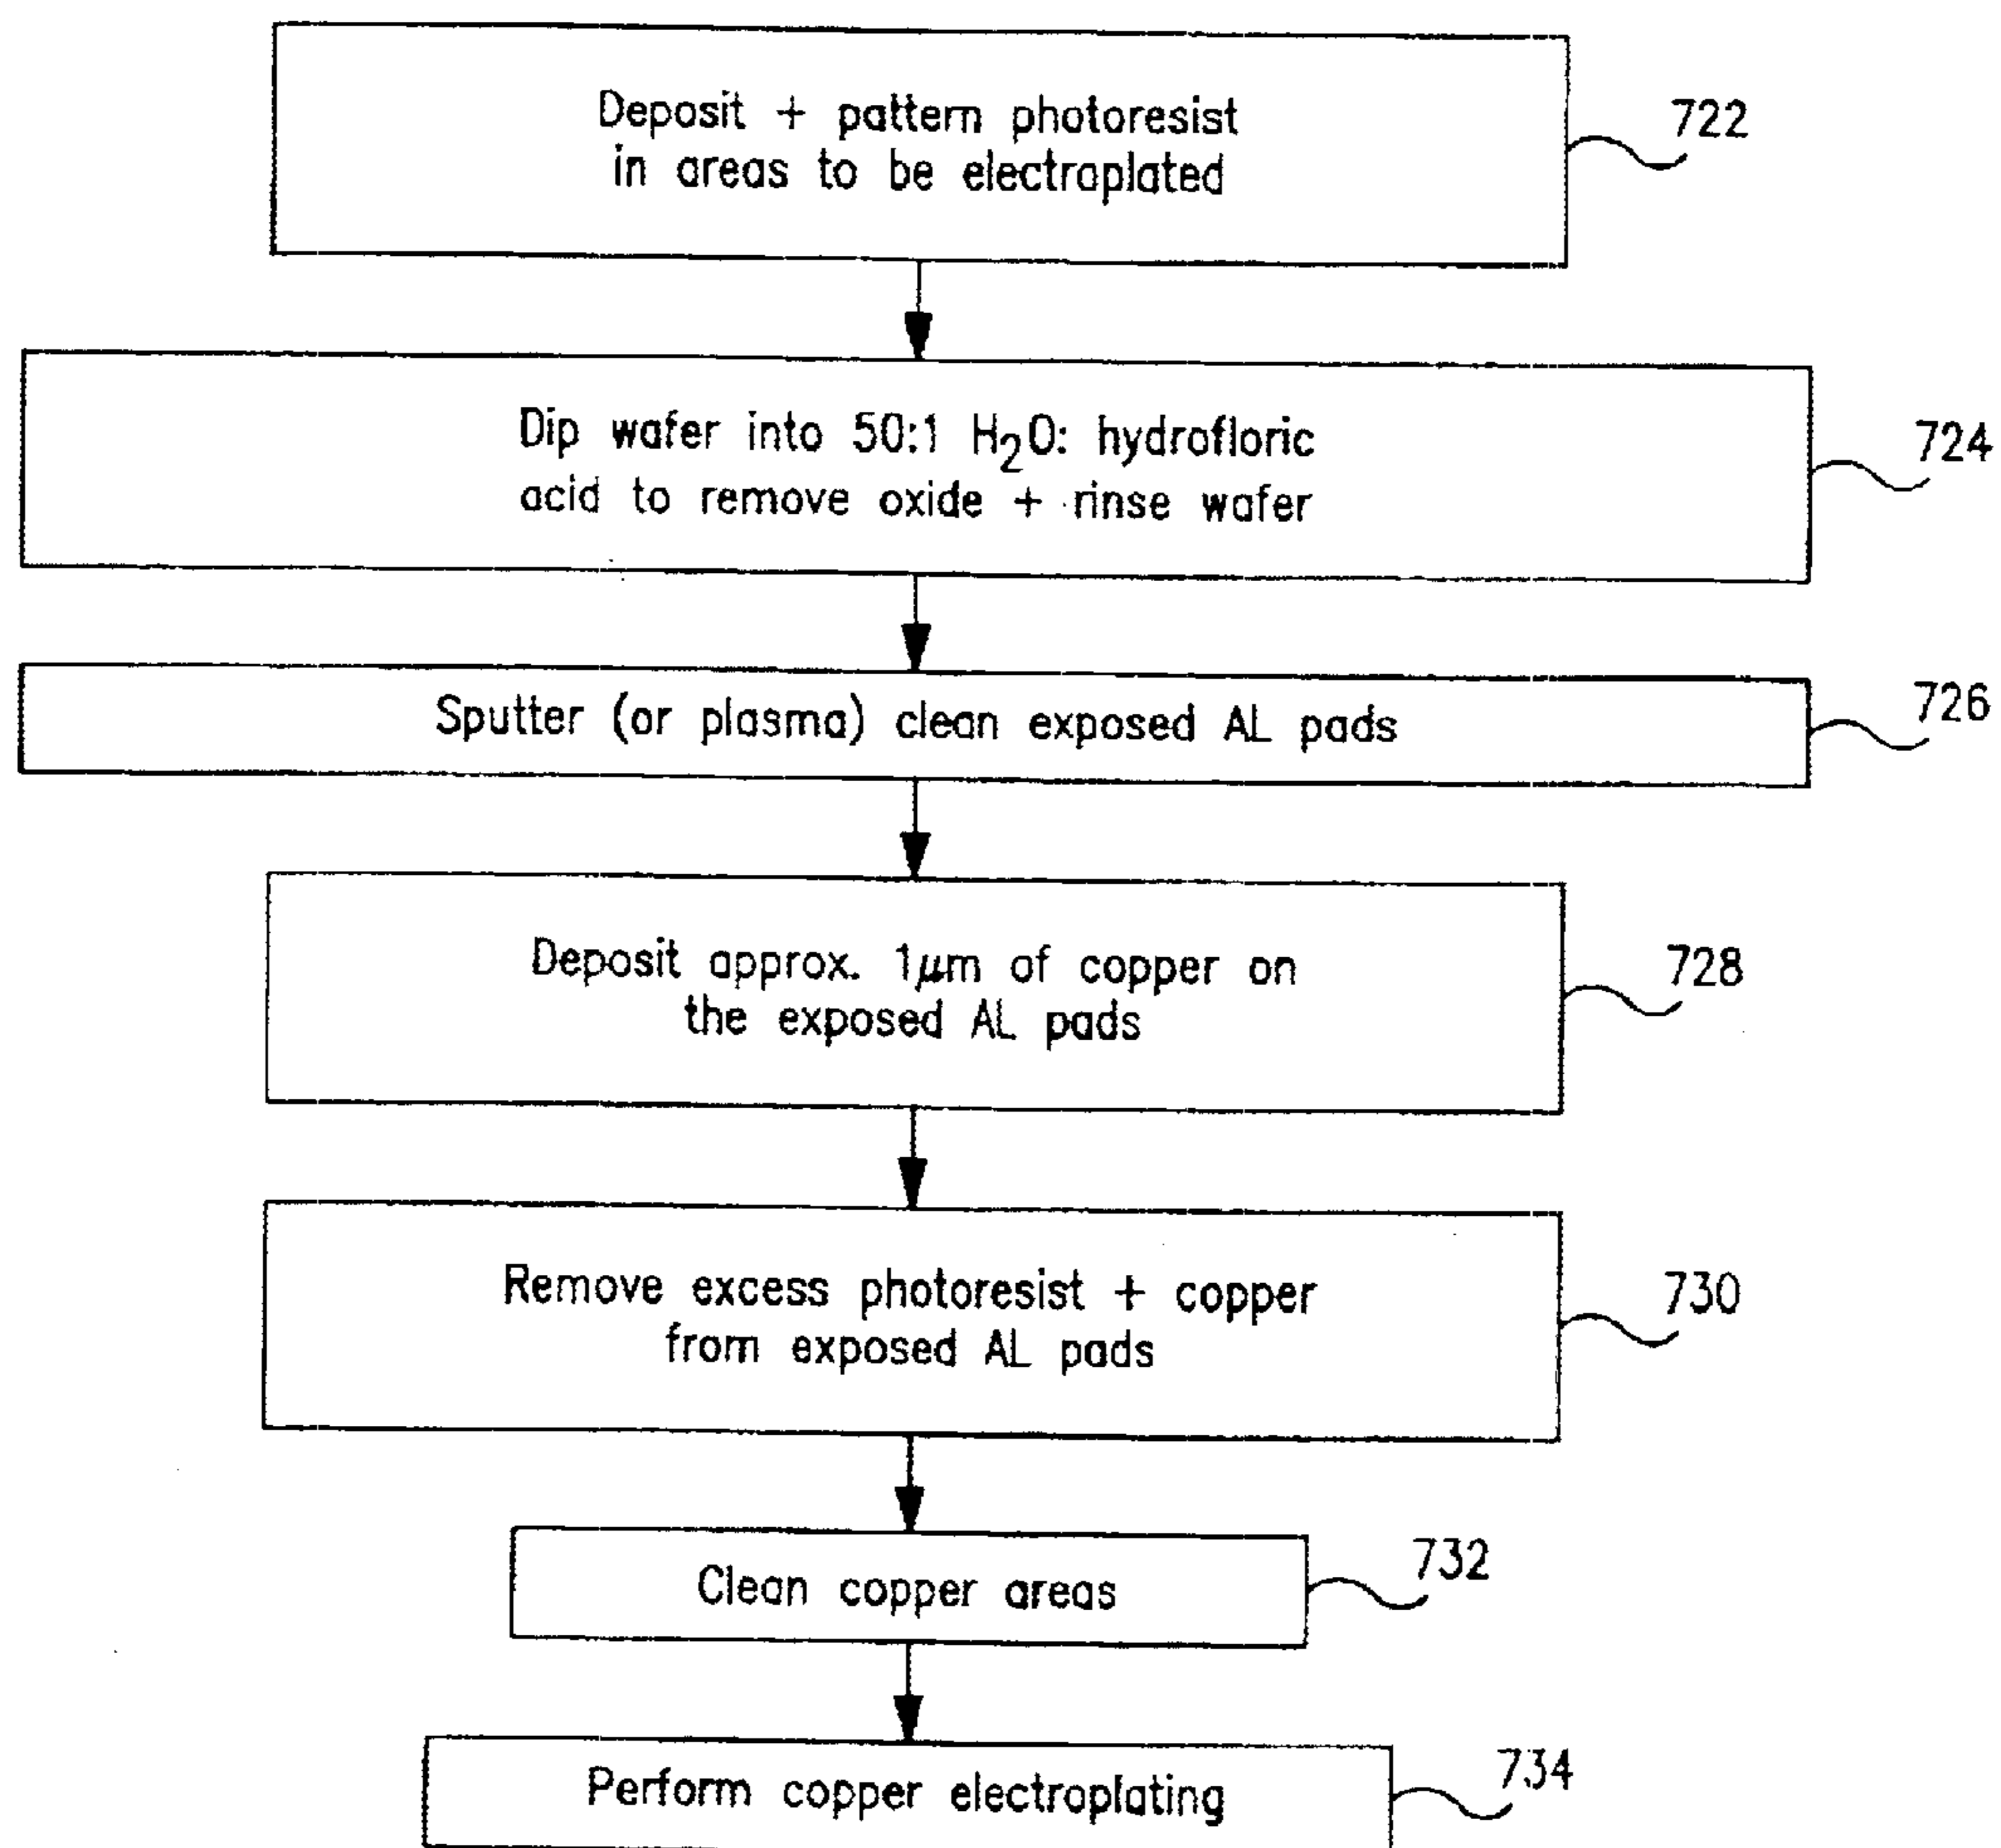 Deposit + pattern photoresist
in areas to be electroplated
722
Dip wafer into 50:1 H₂O: hydrofloric
acid to remove oxide + rinse wafer
724
Sputter (or plasma) clean exposed AL pads
726
Deposit approx. 1μm of copper on
the exposed AL pads
728
Remove excess photoresist + copper
from exposed AL pads
730
Clean copper areas
732
Perform copper electroplating
734